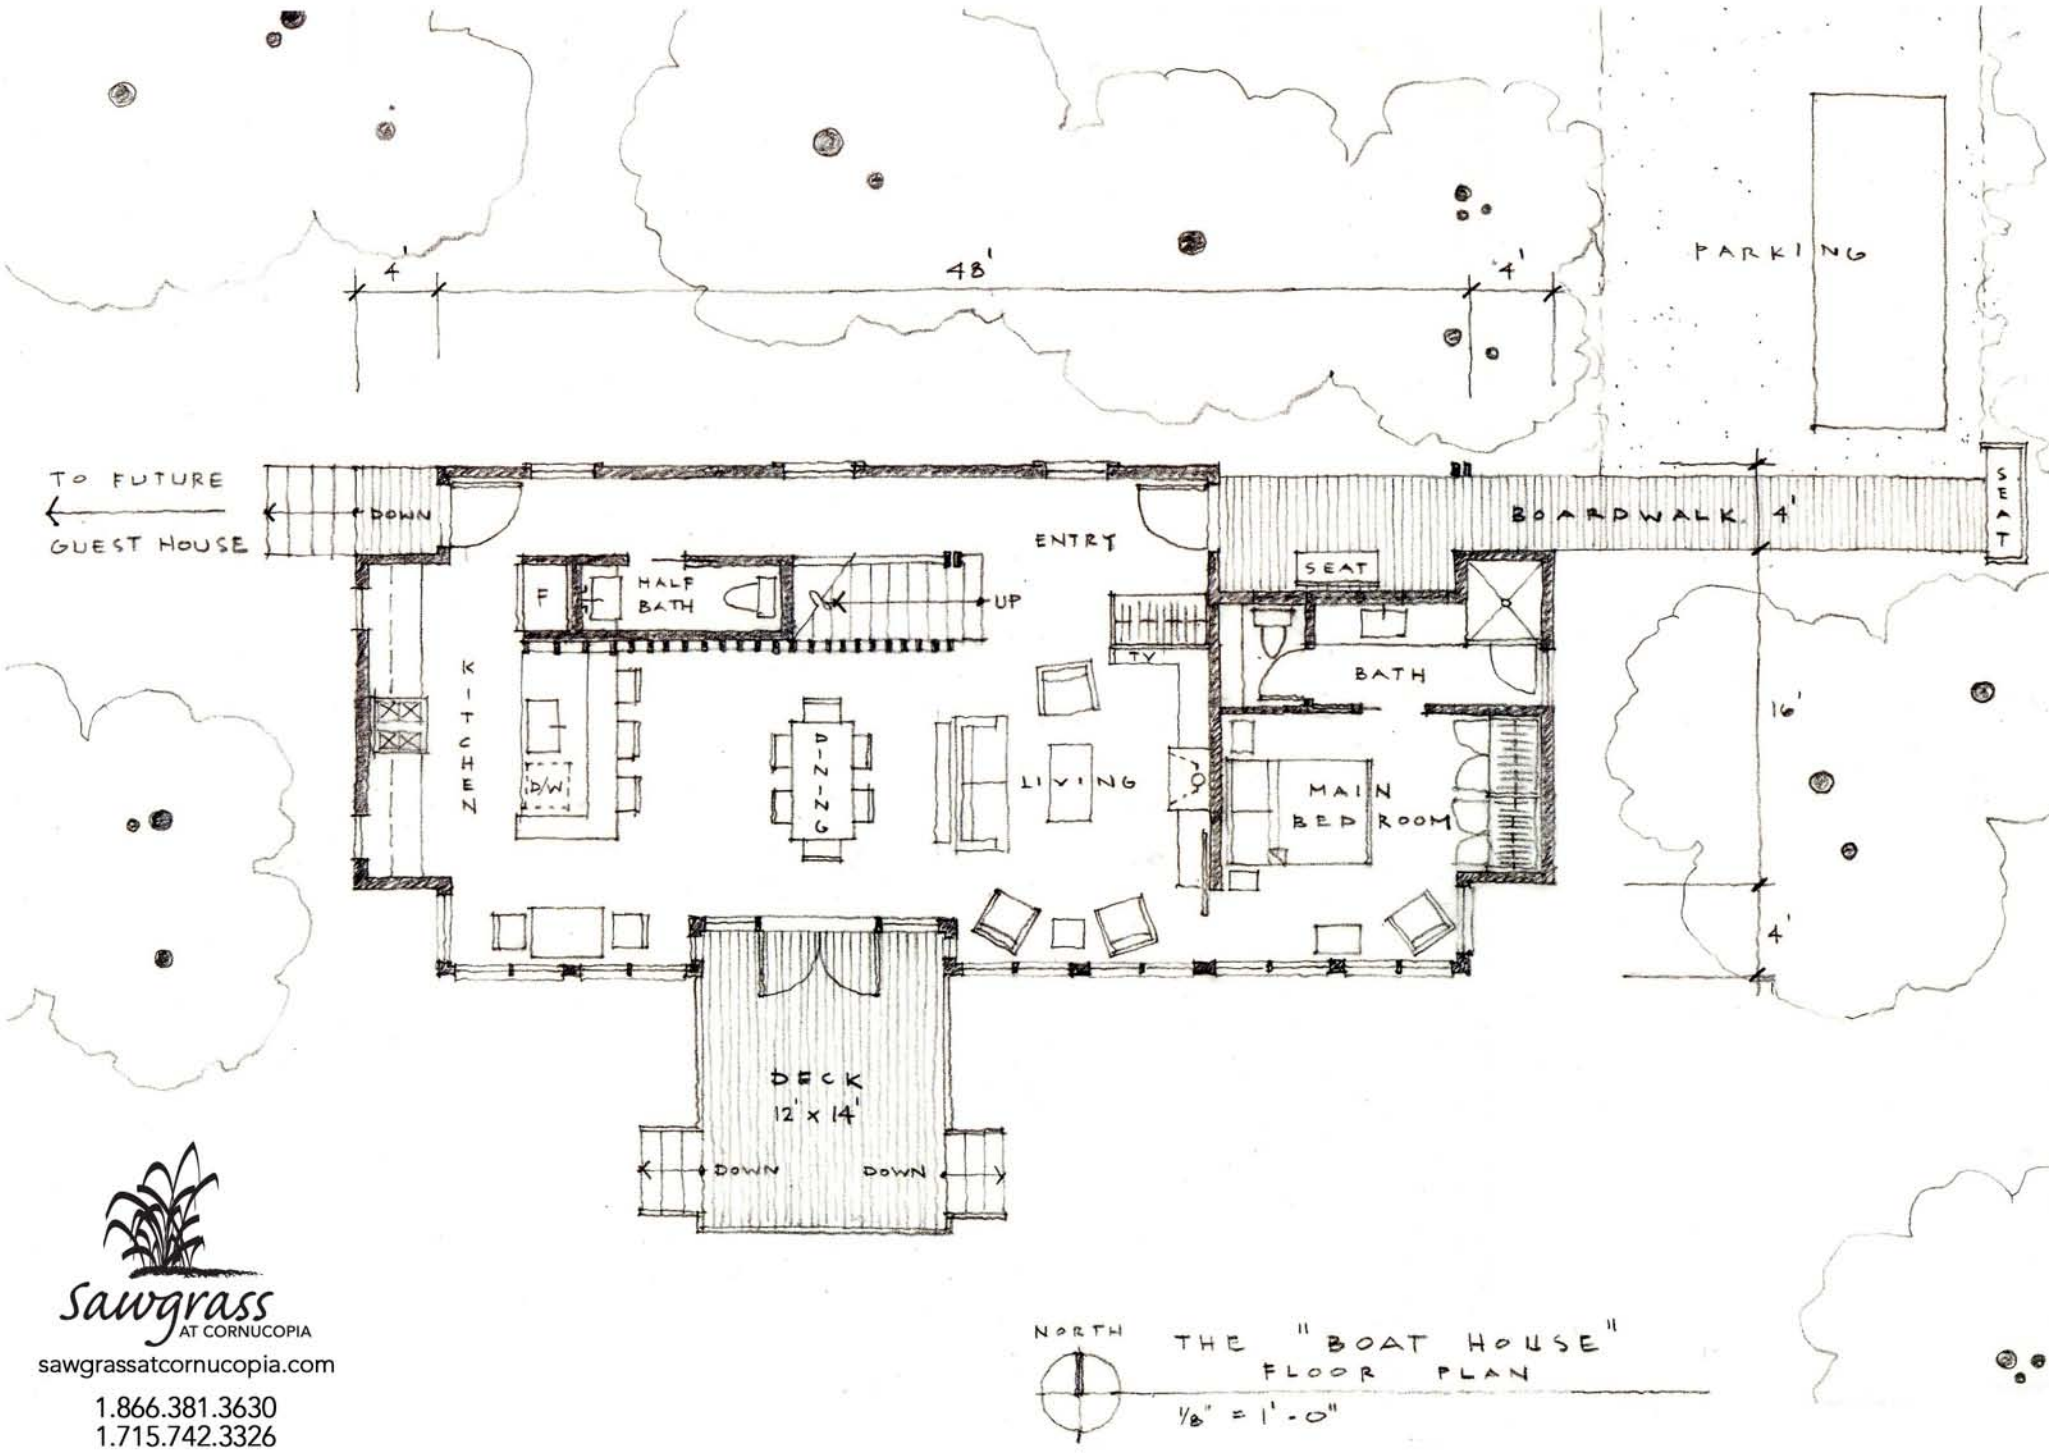 4'
48'
4'
PARKING
TO FUTURE
GUEST HOUSE
DOWN
ENTRY
BOARDWALK 4'
SEAT
SEAT
F
HALF
BATH
UP
TV
BATH
KITCHEN
D/W
DINING
LIVING
MAIN
BEDROOM
16'
4'
DECK
12' x 14'
DOWN
DOWN
Sawgrass
AT CORNUCOPIA
sawgrassatcornucopia.com
1.866.381.3630
1.715.742.3326
NORTH
THE "BOAT HOUSE"
FLOOR PLAN
1/8" = 1'-0"